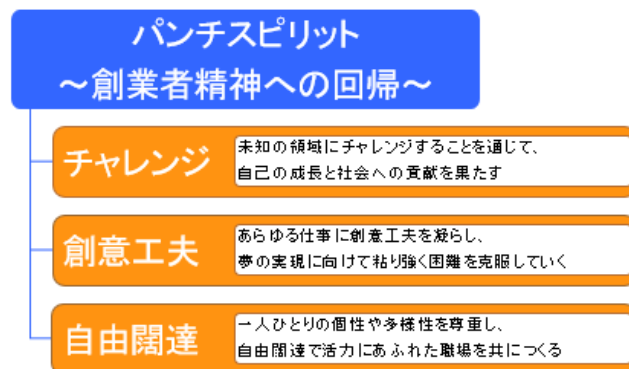 パンチスピリット
～創業者精神への回帰～
チャレンジ
未知の領域にチャレンジすることを通じて、
自己の成長と社会への貢献を果たす
創意工夫
あらゆる仕事に創意工夫を凝らし、
夢の実現に向けて粘り強く困難を克服していく
自由闊達
一人ひとりの個性や多様性を尊重し、
自由闊達で活力にあふれた職場を共につくる